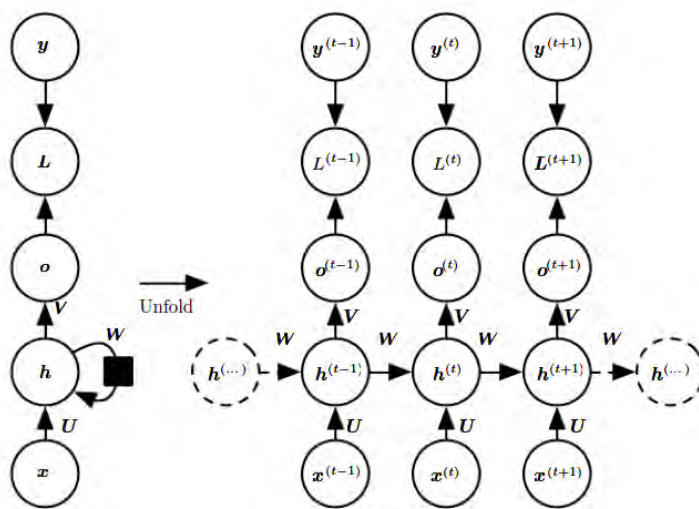 y y^(t−1) y^(t) y^(t+1)
L L^(t−1) L^(t) L^(t+1)
o o^(t−1) o^(t) o^(t+1)
Unfold
V V V V
W W W W W
h h^(...) h^(t−1) h^(t) h^(t+1) h^(...)
U U U U
x x^(t−1) x^(t) x^(t+1)